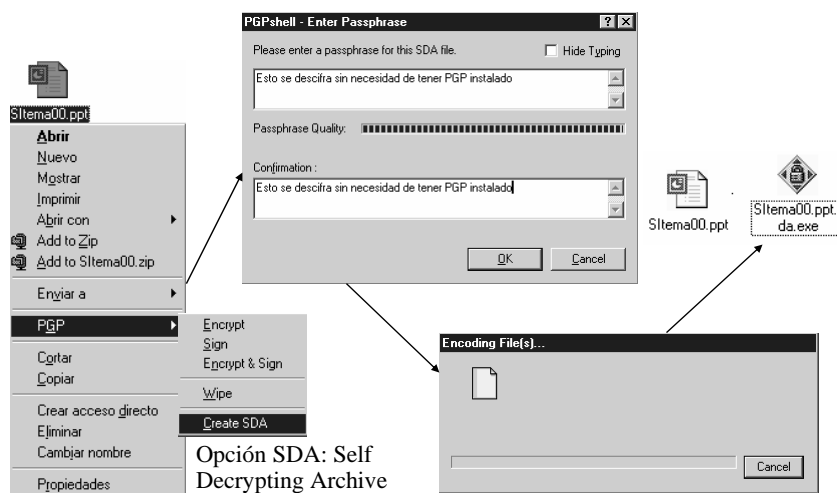 SItema00.ppt
Abrir
Nuevo
Mostrar
Imprimir
Abrir con
Add to Zip
Add to SItema00.zip
Enviar a
PGP
Cortar
Copiar
Crear acceso directo
Eliminar
Cambiar nombre
Propiedades
Encrypt
Sign
Encrypt & Sign
Wipe
Create SDA
Opción SDA: Self
Decrypting Archive
PGPshell - Enter Passphrase
Please enter a passphrase for this SDA file.
Hide Typing
Esto se descifra sin necesidad de tener PGP instalado
Passphrase Quality:
Confirmation :
Esto se descifra sin necesidad de tener PGP instalado
OK
Cancel
Encoding File(s)...
Cancel
SItema00.ppt
SItema00.ppt.
da.exe